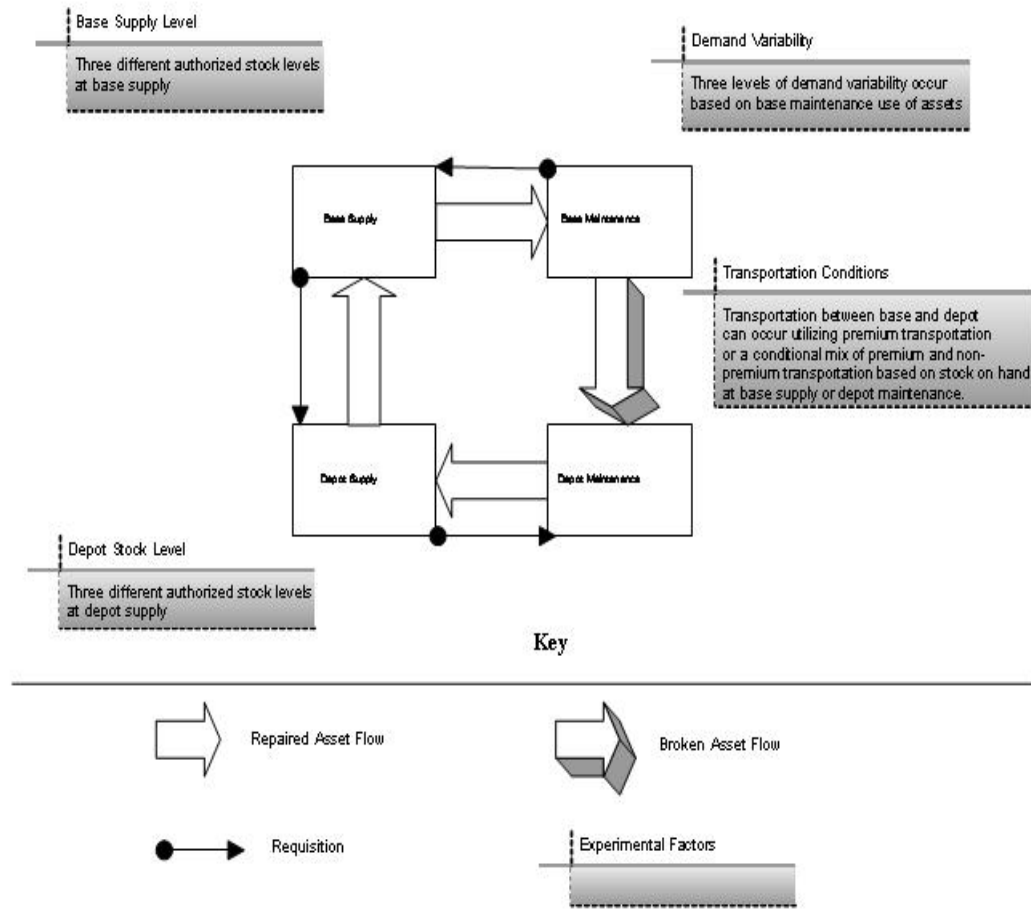 Base Supply Level
Three different authorized stock levels
at base supply
Demand Variability
Three levels of demand variability occur
based on base maintenance use of assets
Base Supply
Base Maintenance
Transportation Conditions
Transportation between base and depot
can occur utilizing premium transportation
or a conditional mix of premium and non-
premium transportation based on stock on hand
at base supply or depot maintenance.
Depot Supply
Depot Maintenance
Depot Stock Level
Three different authorized stock levels
at depot supply
Key
Repaired Asset Flow
Broken Asset Flow
Requisition
Experimental Factors